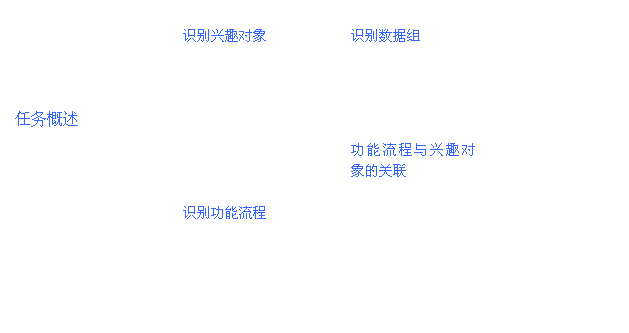 识别兴趣对象
识别数据组
任务概述
功能流程与兴趣对
象的关联
识别功能流程